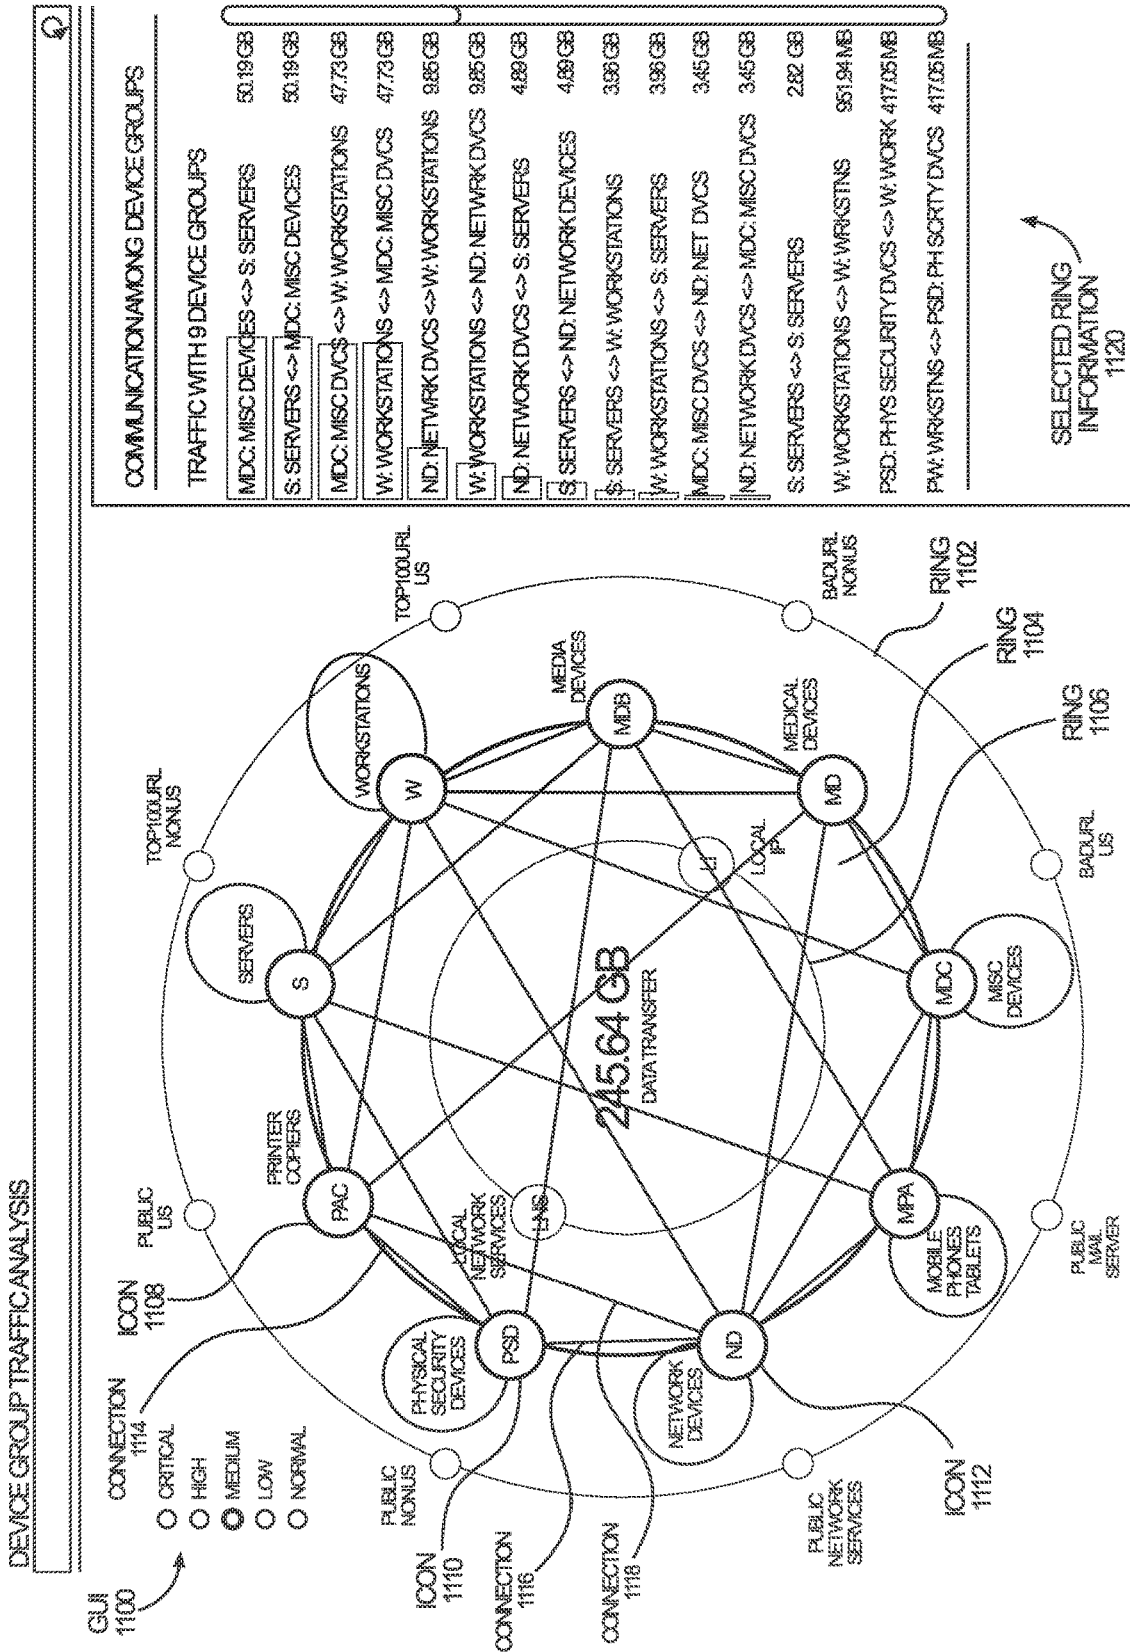 DEVICE GROUP TRAFFIC ANALYSIS
GUI
1100
CRITICAL
HIGH
MEDIUM
LOW
NORMAL
CONNECTION
1114
ICON
1108
ICON
1110
CONNECTION
1116
CONNECTION
1118
ICON
1112
PUBLIC
US
TOP100URL
NONUS
TOP100URL
US
BADURL
NONUS
BADURL
US
PUBLIC
MAIL
SERVER
PUBLIC
NETWORK
SERVICES
PUBLIC
NONUS
PRINTER
COPIERS
PAC
SERVERS
S
WORKSTATIONS
W
MEDIA
DEVICES
MDB
MEDICAL
DEVICES
MD
MISC
DEVICES
MDC
MOBILE
PHONES
TABLETS
MPA
NETWORK
DEVICES
ND
PHYSICAL
SECURITY
DEVICES
PSD
LOCAL
NETWORK
SERVICES
LNS
LOCAL
IP
LI
245.64 GB
DATA TRANSFER
RING
1102
RING
1104
RING
1106
COMMUNICATION AMONG DEVICE GROUPS
TRAFFIC WITH 9 DEVICE GROUPS
MDC: MISC DEVICES <-> S: SERVERS 50.19 GB
S: SERVERS <-> MDC: MISC DEVICES 50.19 GB
MDC: MISC DVCS <-> W: WORKSTATIONS 47.73 GB
W: WORKSTATIONS <-> MDC: MISC DVCS 47.73 GB
ND: NETWRK DVCS <-> W: WORKSTATIONS 9.85 GB
W: WORKSTATIONS <-> ND: NETWRK DVCS 9.85 GB
ND: NETWORK DVCS <-> S: SERVERS 4.89 GB
S: SERVERS <-> ND: NETWORK DEVICES 4.89 GB
S: SERVERS <-> W: WORKSTATIONS 3.96 GB
W: WORKSTATIONS <-> S: SERVERS 3.96 GB
MDC: MISC DVCS <-> ND: NET DVCS 3.45 GB
ND: NETWORK DVCS <-> MDC: MISC DVCS 3.45 GB
S: SERVERS <-> S: SERVERS 2.82 GB
W: WORKSTATIONS <-> W: WRKSTNS 951.94 MB
PSD: PHYS SECURITY DVCS <-> W: WORK 417.05 MB
PW: WRKSTNS <-> PSD: PH SCRTY DVCS 417.05 MB
SELECTED RING
INFORMATION
1120